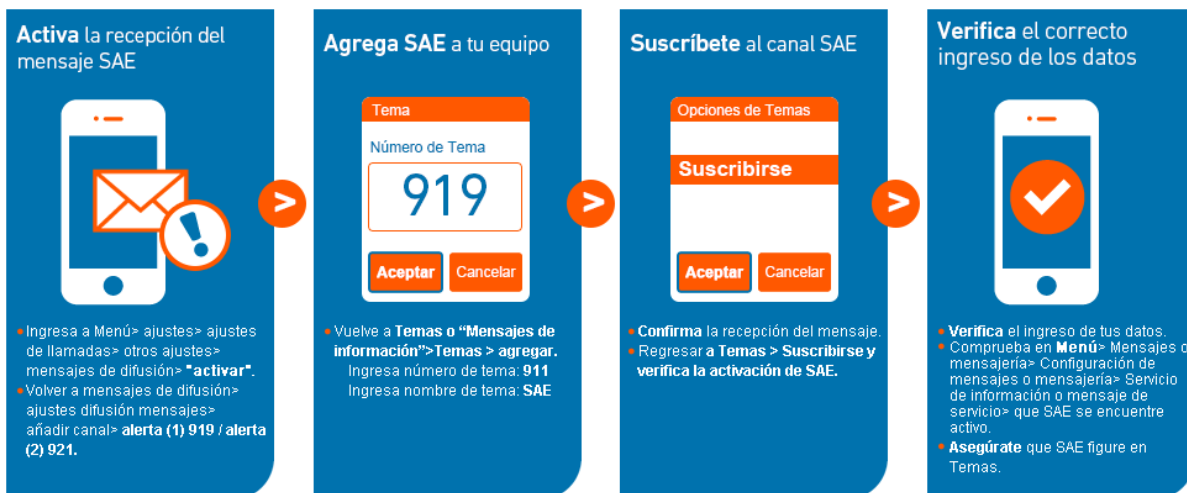 Activa la recepción del
mensaje SAE
• Ingresa a Menú> ajustes> ajustes
de llamadas> otros ajustes>
mensajes de difusión> "activar".
• Volver a mensajes de difusión>
ajustes difusión mensajes>
añadir canal> alerta (1) 919 / alerta
(2) 921.
>
Agrega SAE a tu equipo
Tema
Número de Tema
919
Aceptar Cancelar
• Vuelve a Temas o “Mensajes de
información”>Temas > agregar.
Ingresa número de tema: 911
Ingresa nombre de tema: SAE
>
Suscríbete al canal SAE
Opciones de Temas
Suscribirse
Aceptar Cancelar
• Confirma la recepción del mensaje.
• Regresar a Temas > Suscribirse y
verifica la activación de SAE.
>
Verifica el correcto
ingreso de los datos
• Verifica el ingreso de tus datos.
• Comprueba en Menú> Mensajes o
mensajería> Configuración de
mensajes o mensajería> Servicio
de información o mensaje de
servicio> que SAE se encuentre
activo.
• Asegúrate que SAE figure en
Temas.